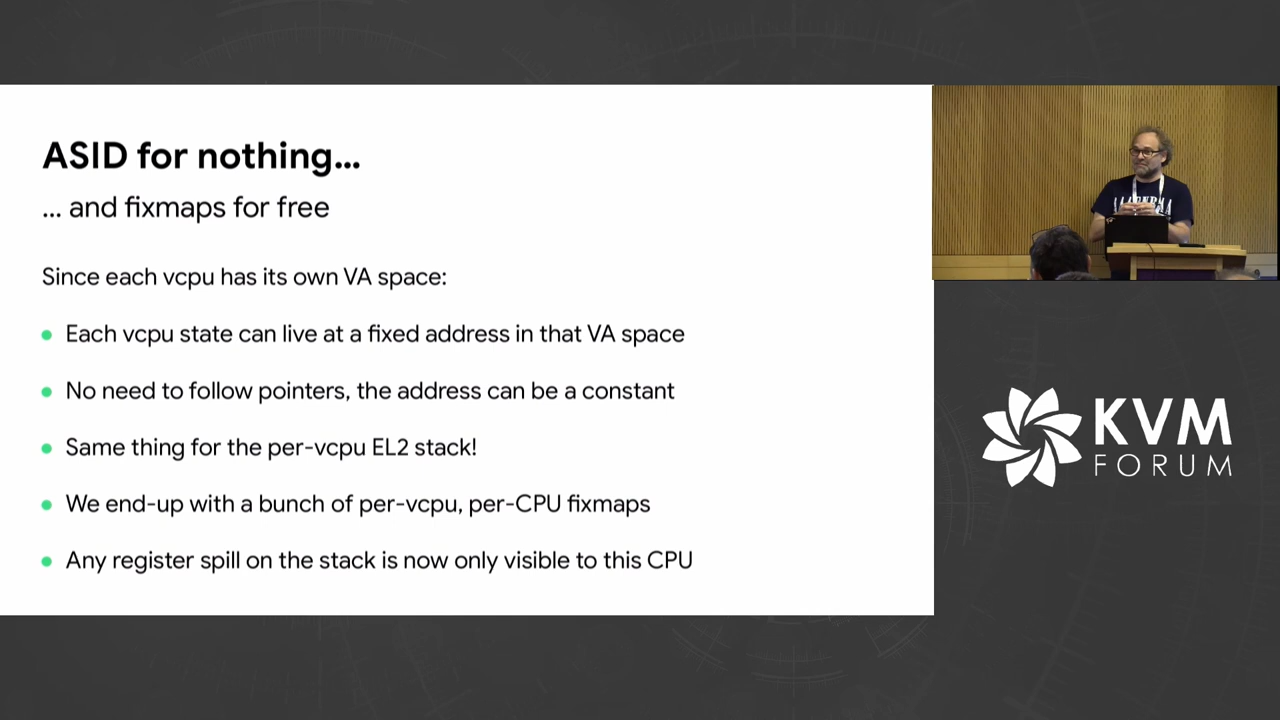 ASID for nothing...
... and fixmaps for free
Since each vcpu has its own VA space:
Each vcpu state can live at a fixed address in that VA space
No need to follow pointers, the address can be a constant
Same thing for the per-vcpu EL2 stack!
We end-up with a bunch of per-vcpu, per-CPU fixmaps
Any register spill on the stack is now only visible to this CPU
KVM
FORUM